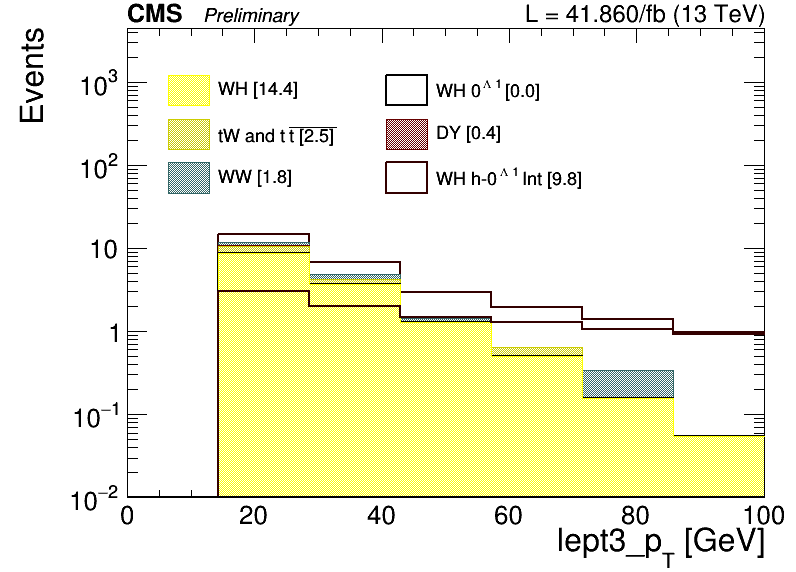 CMS Preliminary L = 41.860/fb (13 TeV)
Events
10³
10²
10
1
10⁻¹
10⁻²
WH [14.4]
WH 0^Λ1 [0.0]
tW and t t̅ [2.5]
DY [0.4]
WW [1.8]
WH h-0^Λ1 Int [9.8]
0 20 40 60 80 100
lept3_p_T [GeV]